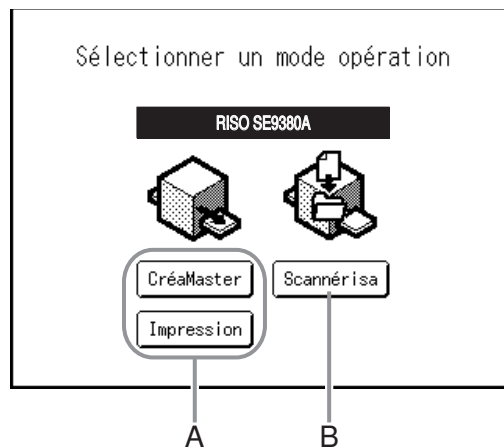 Sélectionner un mode opération
RISO SE9380A
CréaMaster
Scannérisa
Impression
A
B